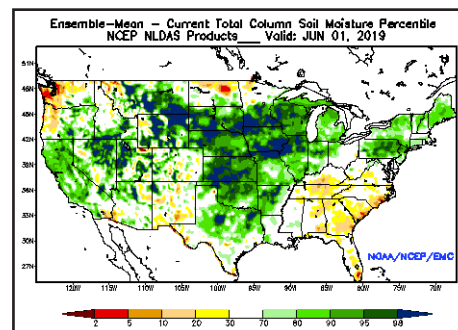 Ensemble-Mean - Current Total Column Soil Moisture Percentile
NCEP NLDAS Products___ Valid: JUN 01, 2019
51N
48N
45N
42N
39N
36N
33N
30N
27N
NOAA/NCEP/EMC
120W 115W 110W 105W 100W 95W 90W 85W 80W 75W 70W
2 5 10 20 30 70 80 90 95 98